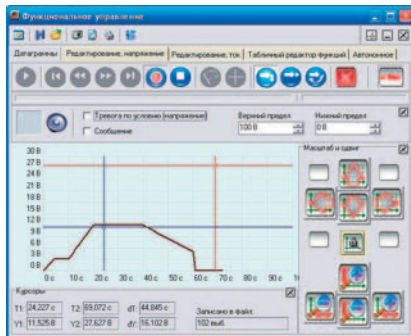 Функциональное управление
Датаграммы Редактирование, напряжение Редактирование, ток Табличный редактор функций Автономное
Тревога по условию (напряжение)
Сообщение
Верхний предел
100 В
Нижний предел
0 В
Масштаб и сдвиг
30 В
27 В
24 В
21 В
18 В
15 В
12 В
9 В
6 В
3 В
0 В
0 с 10 с 20 с 30 с 40 с 50 с 60 с 70 с 80 с 90 с
Курсоры
T1: 24,227 с T2: 69,072 с dT: 44,845 с
Записано в файл:
Y1: 11,525 В Y2: 27,627 В dY: 16,102 В 102 выб.